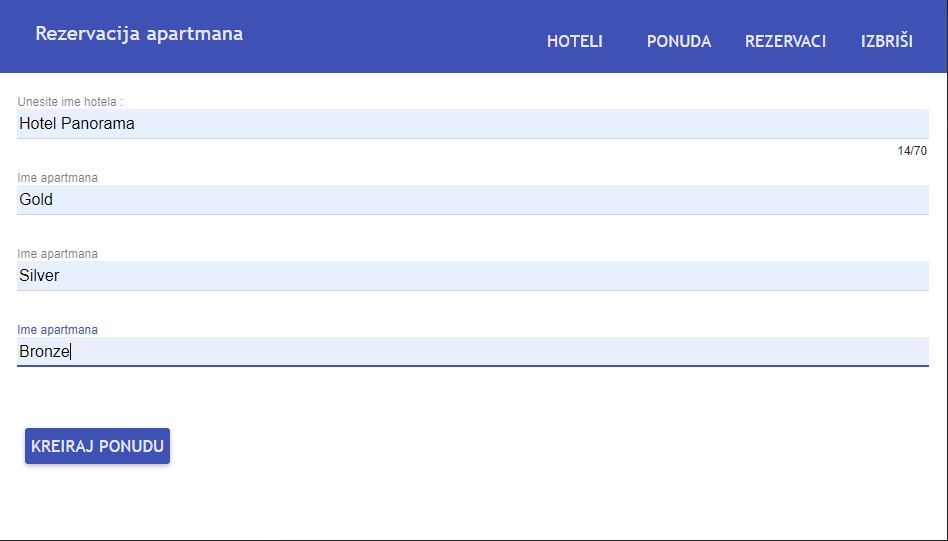 Rezervacija apartmana
HOTELI PONUDA REZERVACI IZBRIŠI
Unesite ime hotela :
Hotel Panorama
14/70
Ime apartmana
Gold
Ime apartmana
Silver
Ime apartmana
Bronze
KREIRAJ PONUDU